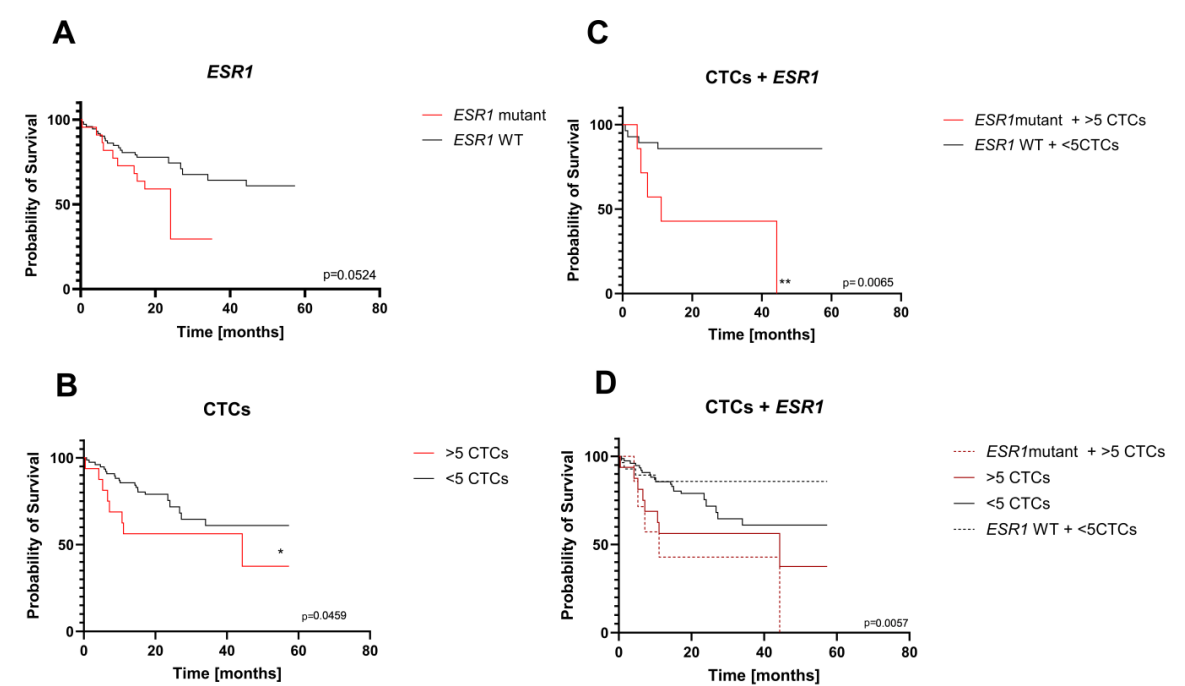 A
ESR1
Probability of Survival
100
50
0
0 20 40 60 80
Time [months]
p=0.0524
ESR1 mutant
ESR1 WT
C
CTCs + ESR1
Probability of Survival
100
50
0
0 20 40 60 80
Time [months]
**
p= 0.0065
ESR1mutant + >5 CTCs
ESR1 WT + <5CTCs
B
CTCs
Probability of Survival
100
50
0
0 20 40 60 80
Time [months]
*
p=0.0459
>5 CTCs
<5 CTCs
D
CTCs + ESR1
Probability of Survival
100
50
0
0 20 40 60 80
Time [months]
p=0.0057
ESR1mutant + >5 CTCs
>5 CTCs
<5 CTCs
ESR1 WT + <5CTCs